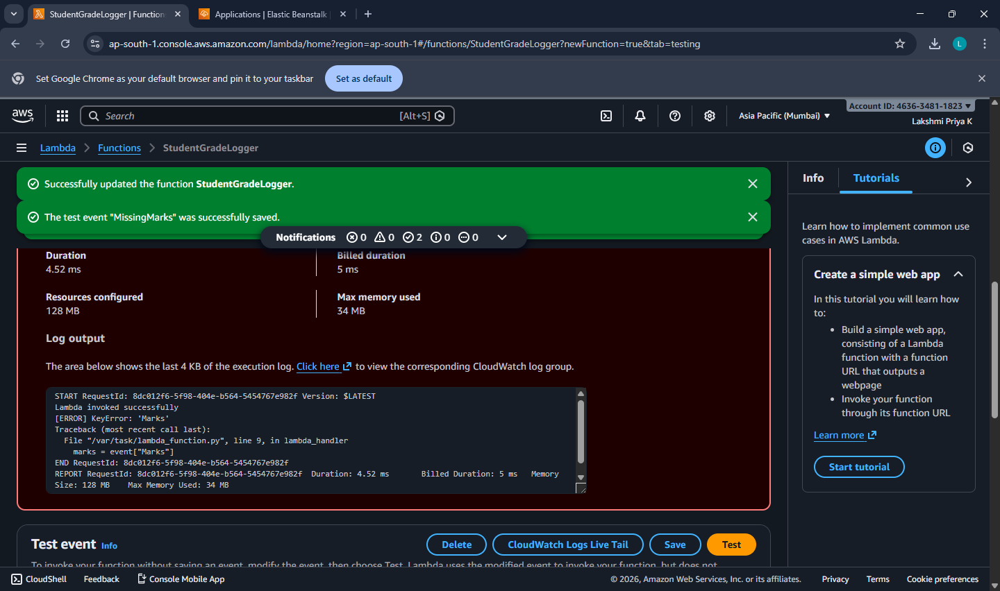 StudentGradeLogger | Function
Applications | Elastic Beanstalk
ap-south-1.console.aws.amazon.com/lambda/home?region=ap-south-1#/functions/StudentGradeLogger?newFunction=true&tab=testing
L
Set Google Chrome as your default browser and pin it to your taskbar
Set as default
aws
Search
[Alt+S]
Asia Pacific (Mumbai)
Account ID: 4636-3481-1823
Lakshmi Priya K
Lambda
Functions
StudentGradeLogger
Successfully updated the function StudentGradeLogger.
The test event "MissingMarks" was successfully saved.
Notifications 0 0 2 0 0
Duration
4.52 ms
Billed duration
5 ms
Resources configured
128 MB
Max memory used
34 MB
Log output
The area below shows the last 4 KB of the execution log. Click here to view the corresponding CloudWatch log group.
START RequestId: 8dc012f6-5f98-404e-b564-5454767e982f Version: $LATEST
Lambda invoked successfully
[ERROR] KeyError: 'Marks'
Traceback (most recent call last):
  File "/var/task/lambda_function.py", line 9, in lambda_handler
    marks = event["Marks"]
END RequestId: 8dc012f6-5f98-404e-b564-5454767e982f
REPORT RequestId: 8dc012f6-5f98-404e-b564-5454767e982f Duration: 4.52 ms Billed Duration: 5 ms Memory
Size: 128 MB Max Memory Used: 34 MB
Test event Info
Delete
CloudWatch Logs Live Tail
Save
Test
To invoke your function without saving an event, modify the event, then choose Test. Lambda uses the modified event to invoke your function, but does not
Info
Tutorials
Learn how to implement common use
cases in AWS Lambda.
Create a simple web app
In this tutorial you will learn how
to:
• Build a simple web app,
consisting of a Lambda
function with a function
URL that outputs a
webpage
• Invoke your function
through its function URL
Learn more
Start tutorial
CloudShell
Feedback
Console Mobile App
© 2026, Amazon Web Services, Inc. or its affiliates.
Privacy
Terms
Cookie preferences